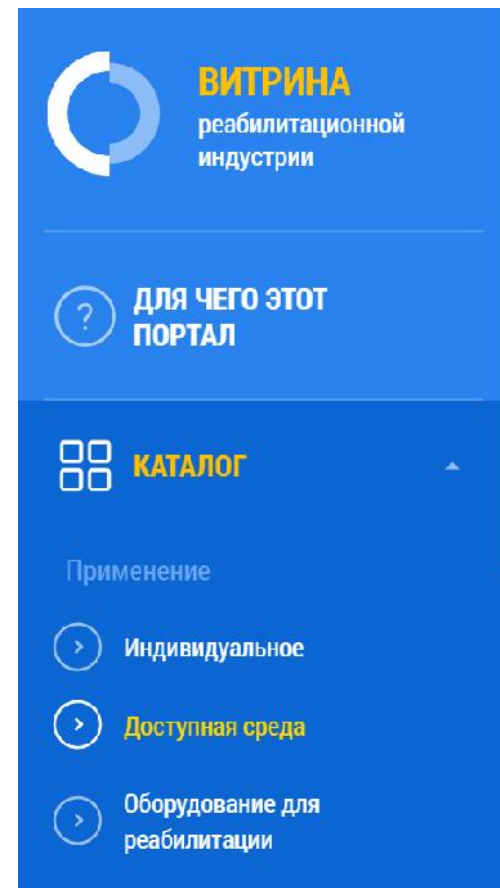 ВИТРИНА
реабилитационной
индустрии
?
ДЛЯ ЧЕГО ЭТОТ
ПОРТАЛ
КАТАЛОГ
Применение
Индивидуальное
Доступная среда
Оборудование для
реабилитации